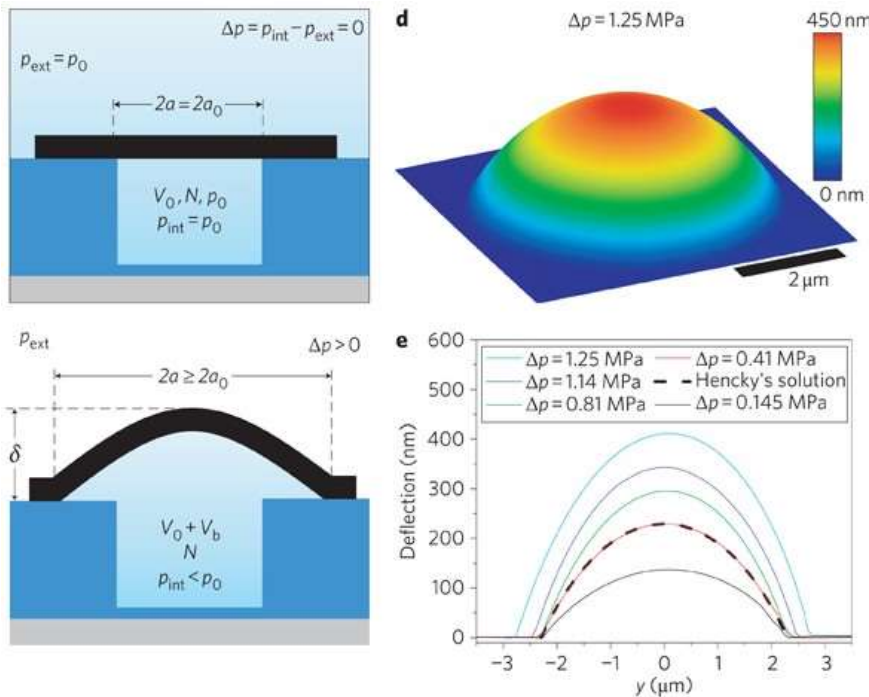 Δp = p_int − p_ext = 0
p_ext = p_0
2a = 2a_0
V_0, N, p_0
p_int = p_0
p_ext
Δp > 0
2a ≥ 2a_0
δ
V_0 + V_b
N
p_int < p_0
d
Δp = 1.25 MPa
450 nm
0 nm
2 μm
e
600
500
400
300
200
100
0
Deflection (nm)
Δp = 1.25 MPa
Δp = 0.41 MPa
Δp = 1.14 MPa
Hencky's solution
Δp = 0.81 MPa
Δp = 0.145 MPa
−3
−2
−1
0
1
2
3
y (μm)